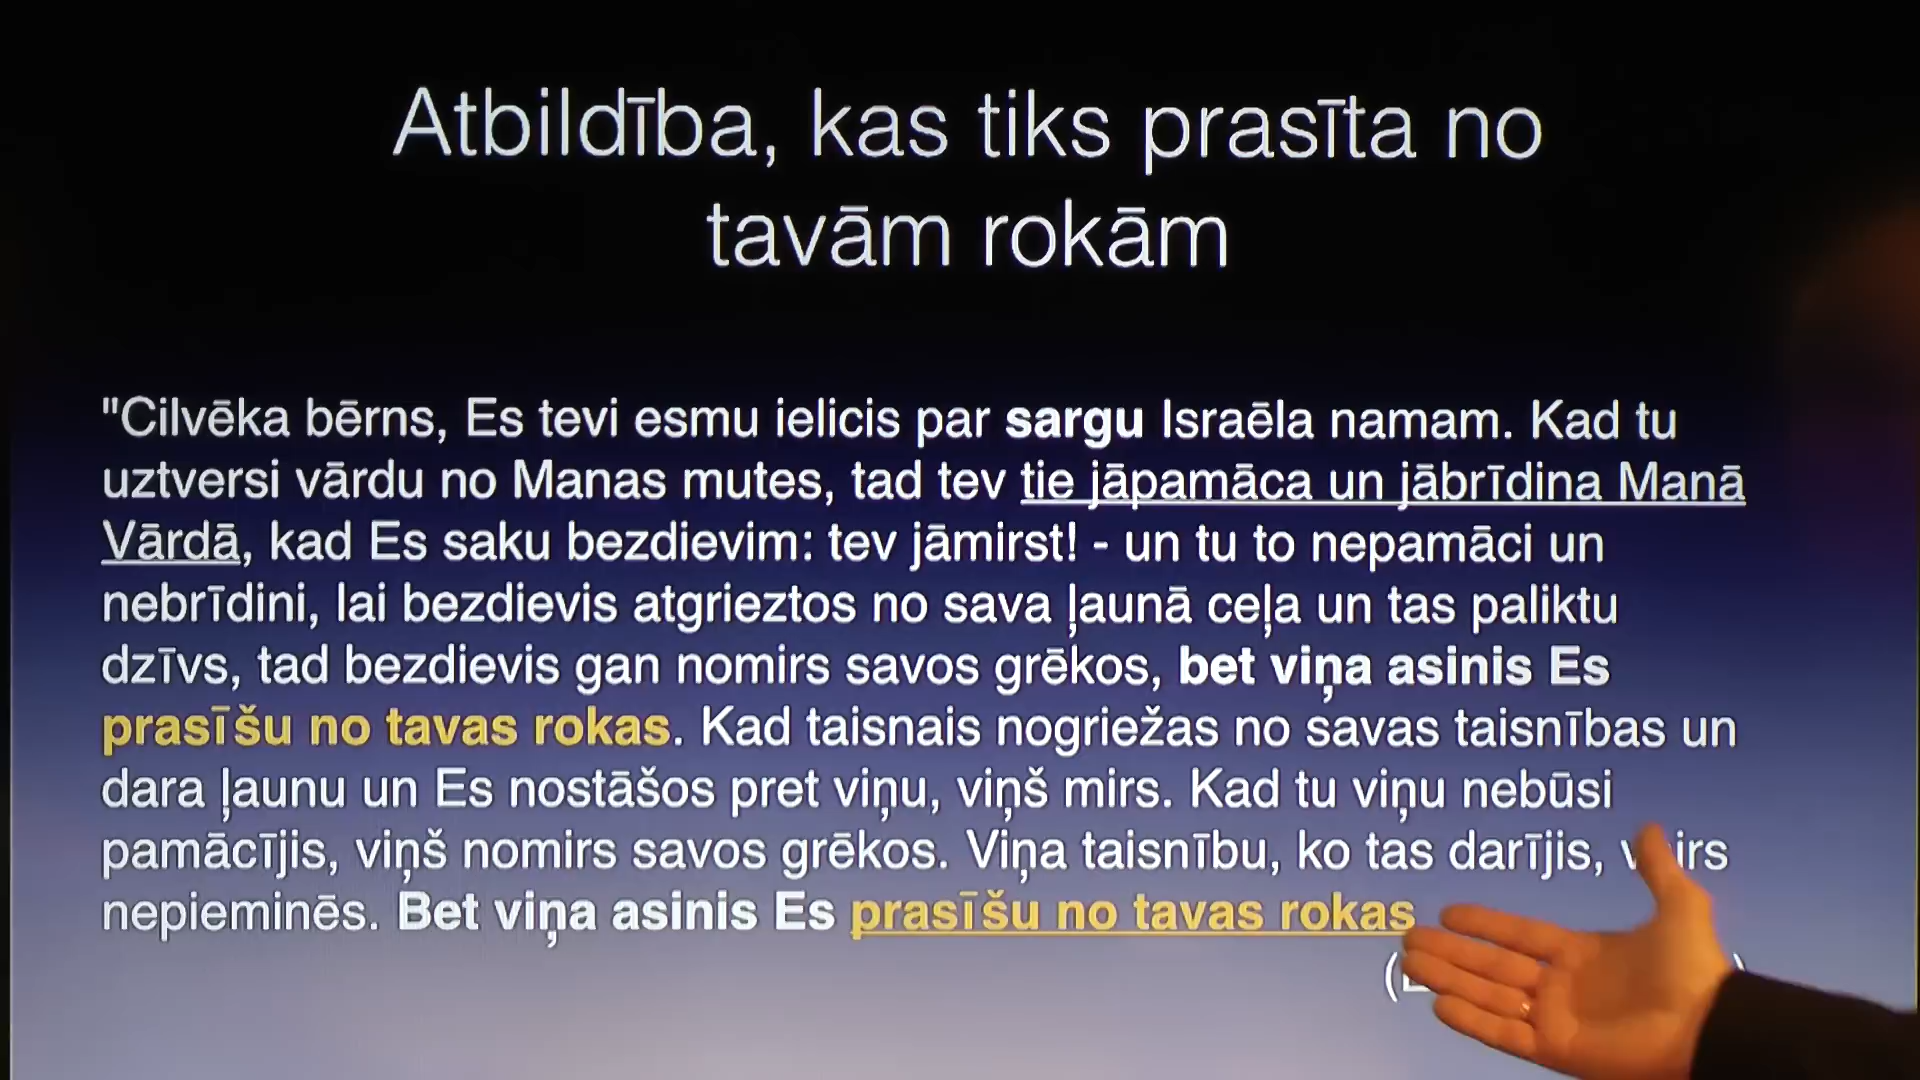 Atbildība, kas tiks prasīta no
tavām rokām
"Cilvēka bērns, Es tevi esmu ielicis par sargu Israēla namam. Kad tu
uztversi vārdu no Manas mutes, tad tev tie jāpamāca un jābrīdina Manā
Vārdā, kad Es saku bezdievim: tev jāmirst! - un tu to nepamāci un
nebrīdini, lai bezdievis atgrieztos no sava ļaunā ceļa un tas paliktu
dzīvs, tad bezdievis gan nomirs savos grēkos, bet viņa asinis Es
prasīšu no tavas rokas. Kad taisnais nogriežas no savas taisnības un
dara ļaunu un Es nostāšos pret viņu, viņš mirs. Kad tu viņu nebūsi
pamācījis, viņš nomirs savos grēkos. Viņa taisnību, ko tas darījis,
nepieminēs. Bet viņa asinis Es prasīšu no tavas rokas